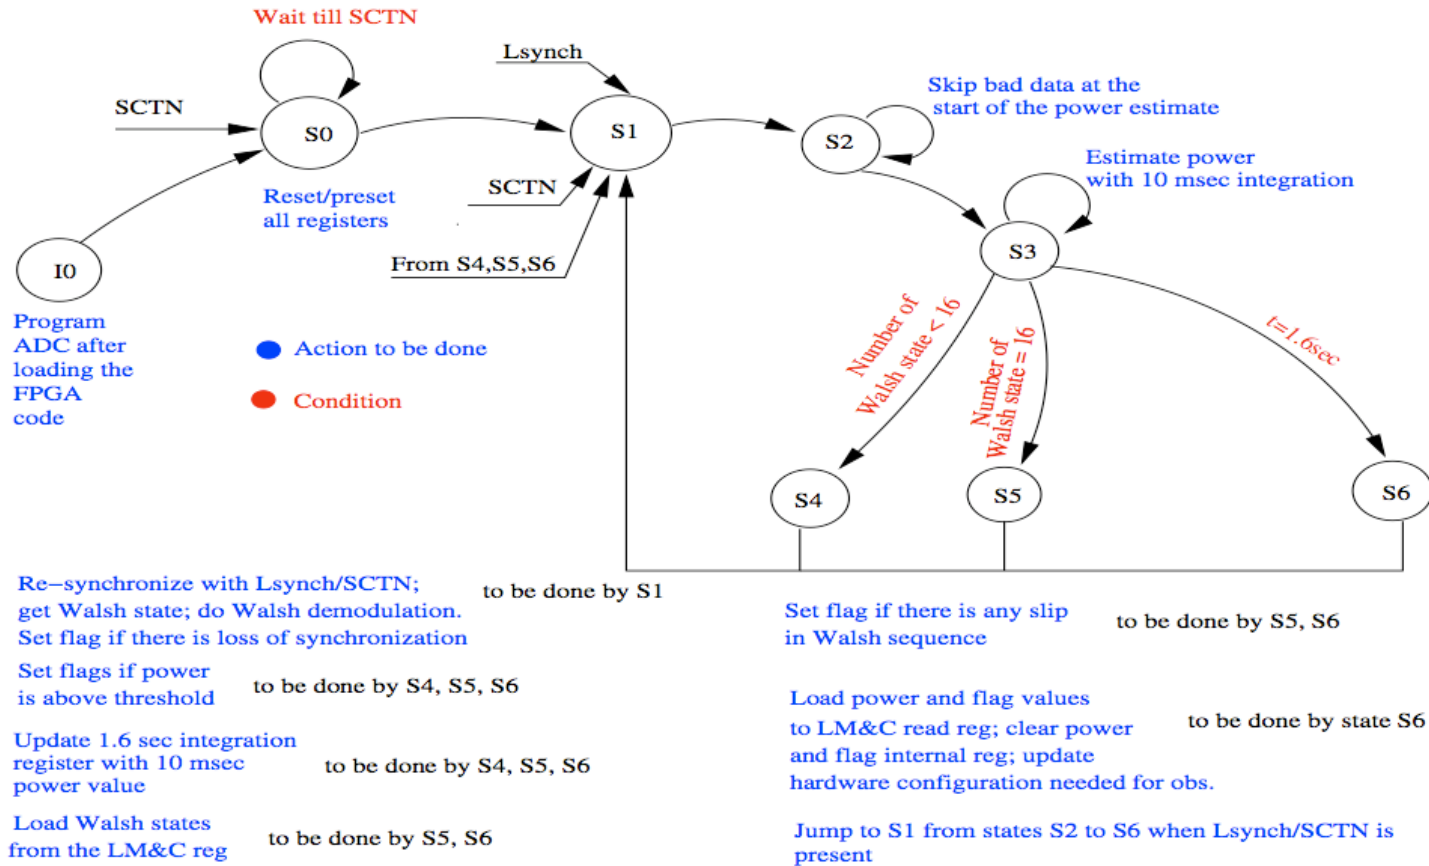 Wait till SCTN
Lsynch
SCTN
S0
S1
Skip bad data at the
start of the power estimate
S2
Estimate power
with 10 msec integration
SCTN
Reset/preset
all registers
From S4,S5,S6
S3
I0
Program
ADC after
loading the
FPGA
code
Action to be done
Condition
Number of
Walsh state < 16
Number of
Walsh state = 16
t=1.6sec
S4
S5
S6
Re-synchronize with Lsynch/SCTN;
get Walsh state; do Walsh demodulation.
Set flag if there is loss of synchronization
to be done by S1
Set flags if power
is above threshold
to be done by S4, S5, S6
Update 1.6 sec integration
register with 10 msec
power value
to be done by S4, S5, S6
Load Walsh states
from the LM&C reg
to be done by S5, S6
Set flag if there is any slip
in Walsh sequence
to be done by S5, S6
Load power and flag values
to LM&C read reg; clear power
and flag internal reg; update
hardware configuration needed for obs.
to be done by state S6
Jump to S1 from states S2 to S6 when Lsynch/SCTN is
present